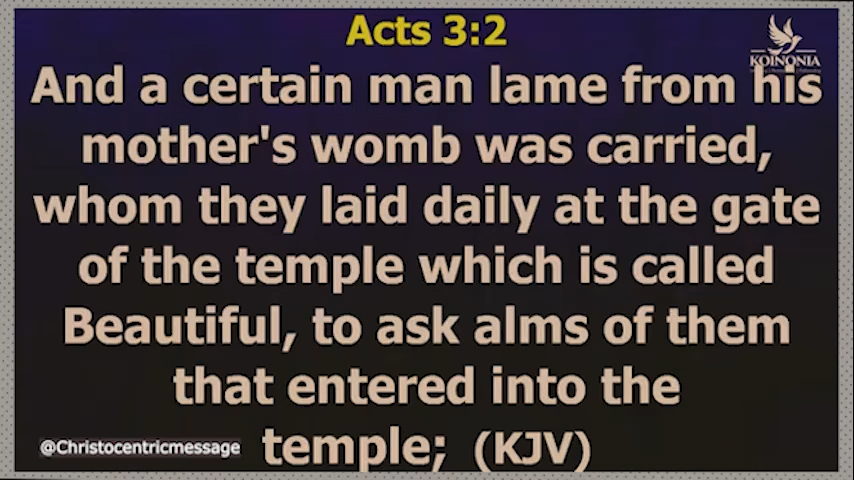 Acts 3:2
KOINONIA
And a certain man lame from his
mother's womb was carried,
whom they laid daily at the gate
of the temple which is called
Beautiful, to ask alms of them
that entered into the
temple; (KJV)
@Christocentricmessage